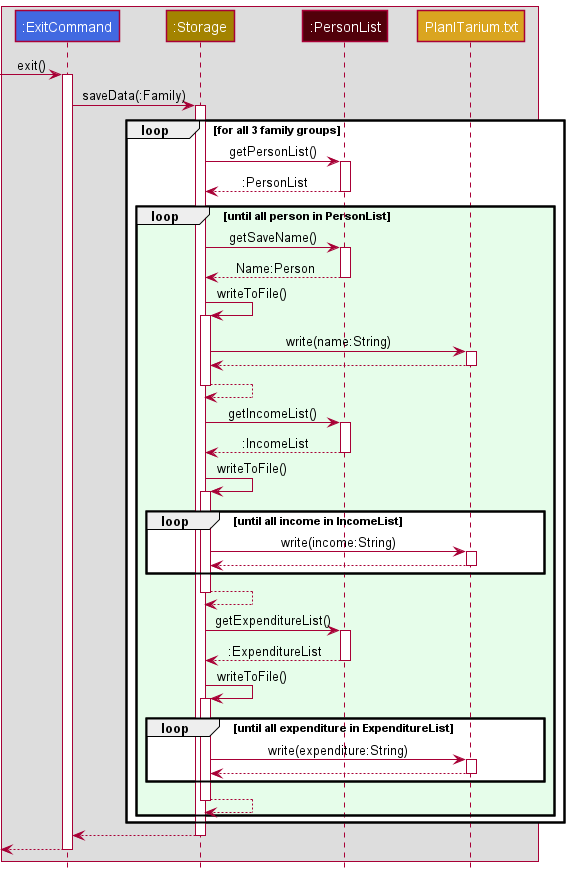 :ExitCommand
:Storage
:PersonList
PlanITarium.txt
exit()
saveData(:Family)
loop
[for all 3 family groups]
getPersonList()
:PersonList
loop
[until all person in PersonList]
getSaveName()
Name:Person
writeToFile()
write(name:String)
getIncomeList()
:IncomeList
writeToFile()
loop
[until all income in IncomeList]
write(income:String)
getExpenditureList()
:ExpenditureList
writeToFile()
loop
[until all expenditure in ExpenditureList]
write(expenditure:String)